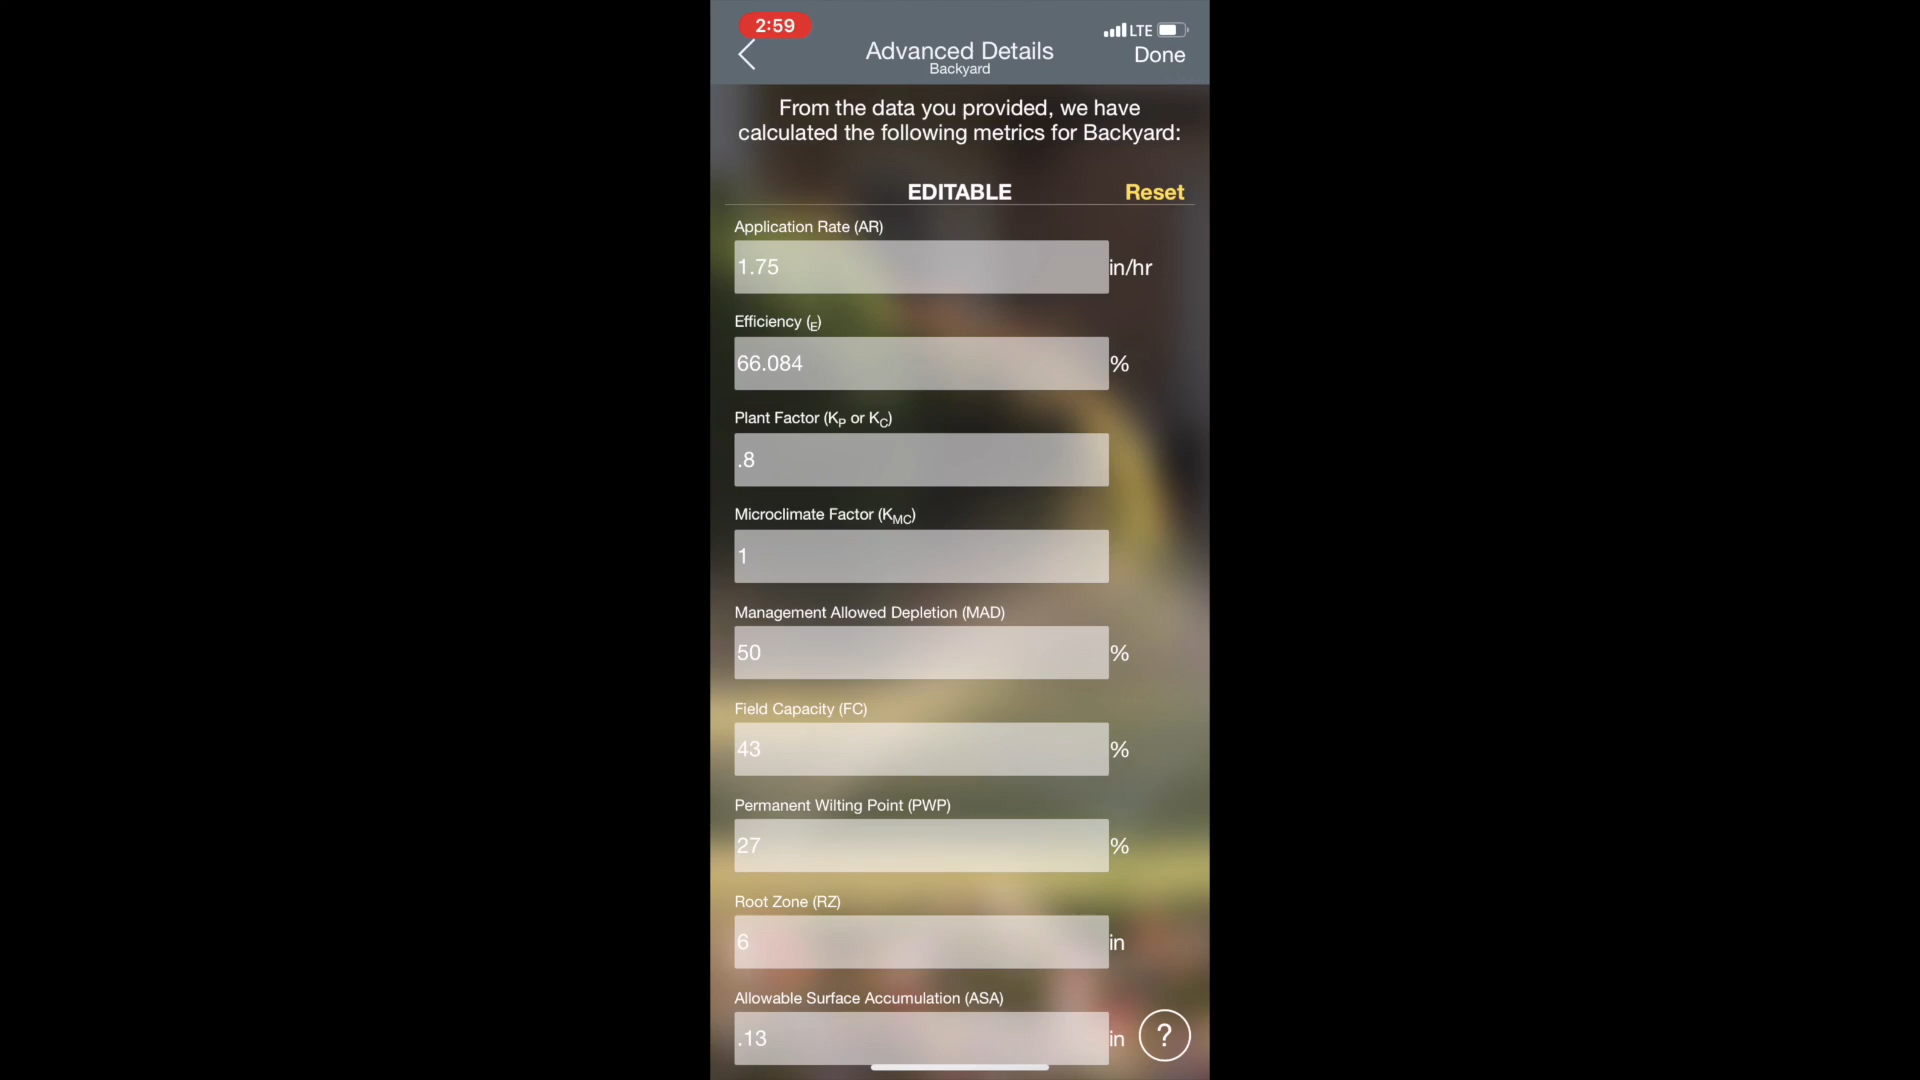 2:59
LTE
Advanced Details
Done
Backyard
From the data you provided, we have
calculated the following metrics for Backyard:
EDITABLE
Reset
Application Rate (AR)
1.75
in/hr
Efficiency (E)
66.084
%
Plant Factor (KP or KC)
.8
Microclimate Factor (KMC)
1
Management Allowed Depletion (MAD)
50
%
Field Capacity (FC)
43
%
Permanent Wilting Point (PWP)
27
%
Root Zone (RZ)
6
in
Allowable Surface Accumulation (ASA)
.13
in
?